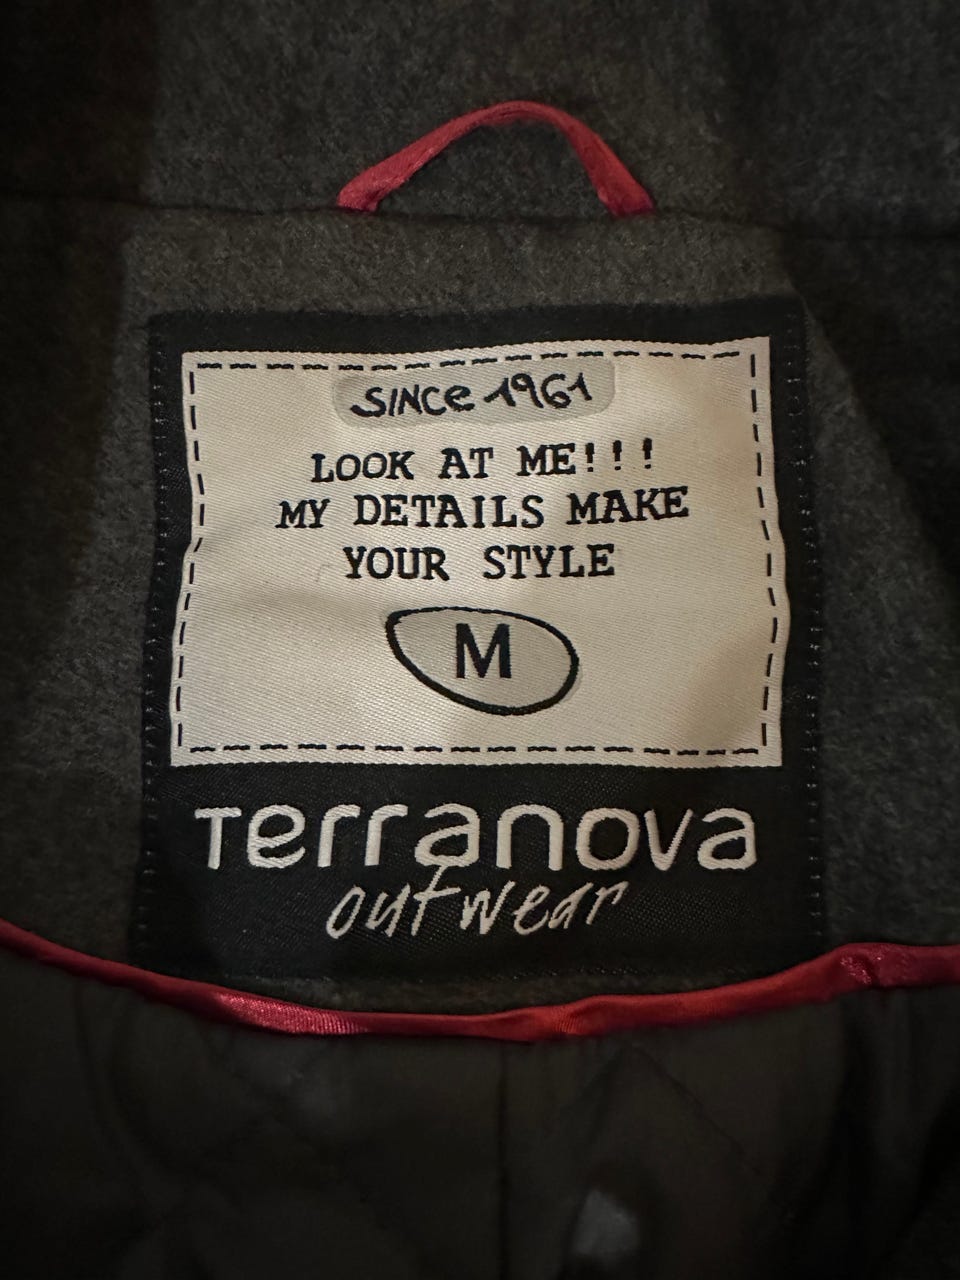 SINCe 1961
LOOK AT ME!!!
MY DETAILS MAKE
YOUR STYLE
M
Terranova
outwear